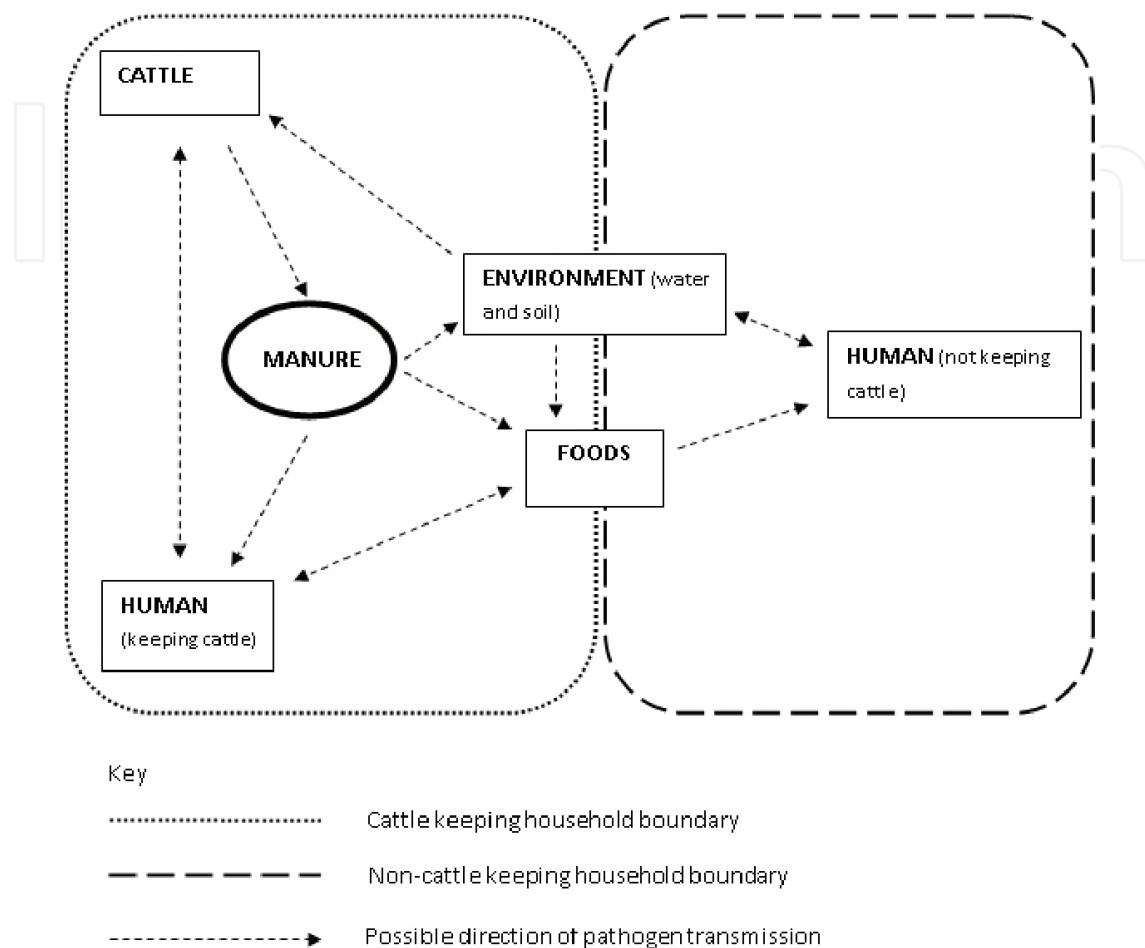 CATTLE
ENVIRONMENT (water
and soil)
MANURE
HUMAN (not keeping
cattle)
FOODS
HUMAN
(keeping cattle)
Key
Cattle keeping household boundary
Non-cattle keeping household boundary
Possible direction of pathogen transmission